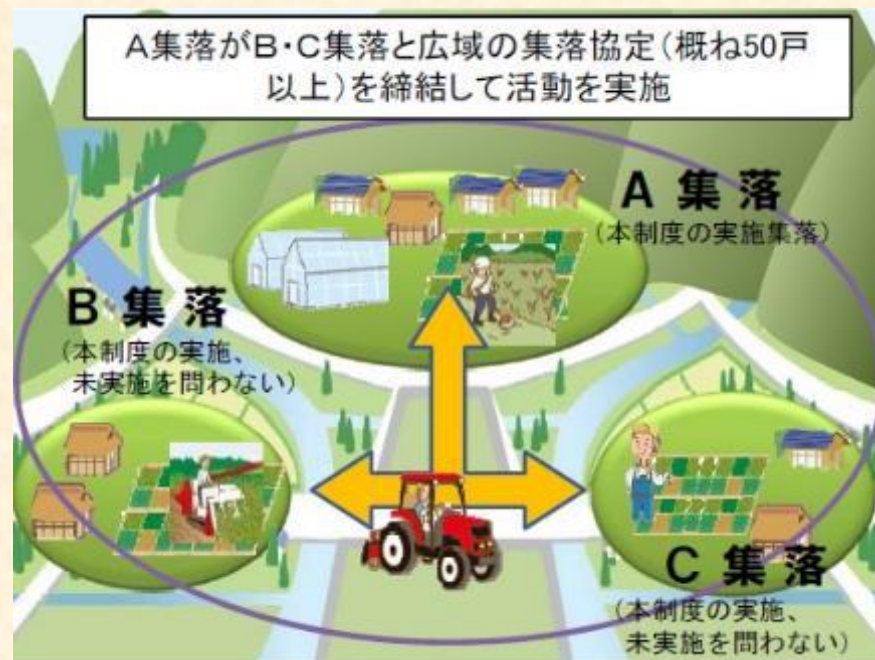 A集落がB・C集落と広域の集落協定(概ね50戸
以上)を締結して活動を実施
A 集 落
(本制度の実施集落)
B 集 落
(本制度の実施、
未実施を問わない)
C 集 落
(本制度の実施、
未実施を問わない)